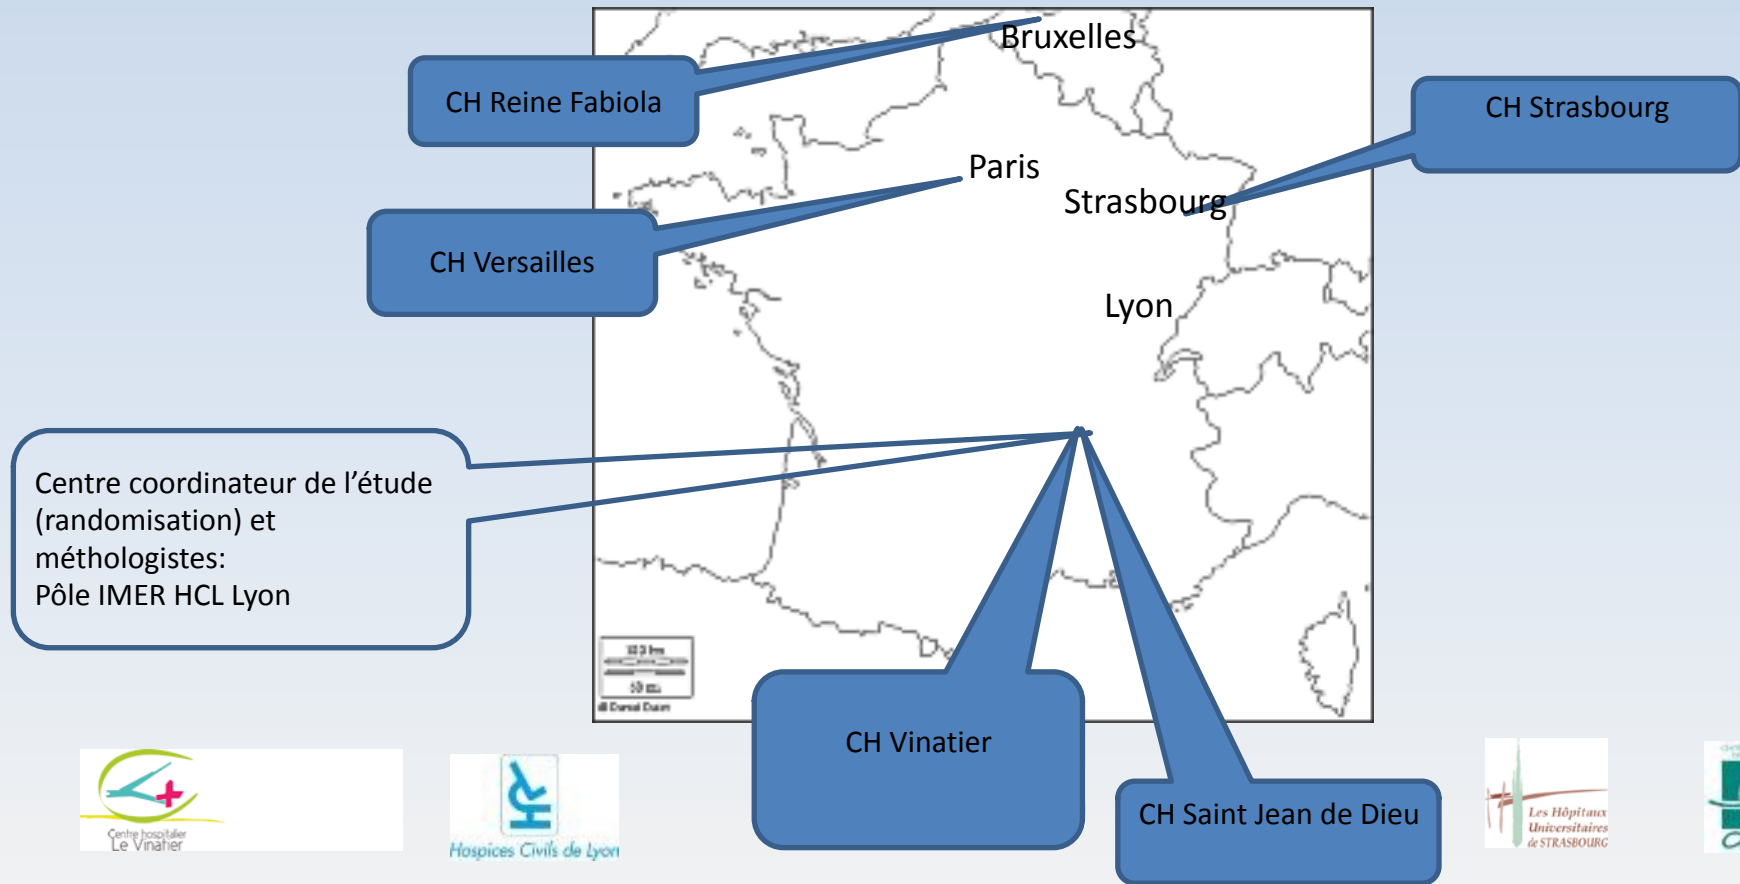 Bruxelles
CH Reine Fabiola
CH Strasbourg
Paris
Strasbourg
CH Versailles
Lyon
Centre coordinateur de l’étude
(randomisation) et
méthologistes:
Pôle IMER HCL Lyon
CH Vinatier
CH Saint Jean de Dieu
Centre hospitalier
Le Vinatier
Hospices Civils de Lyon
Les Hôpitaux
Universitaires
de STRASBOURG